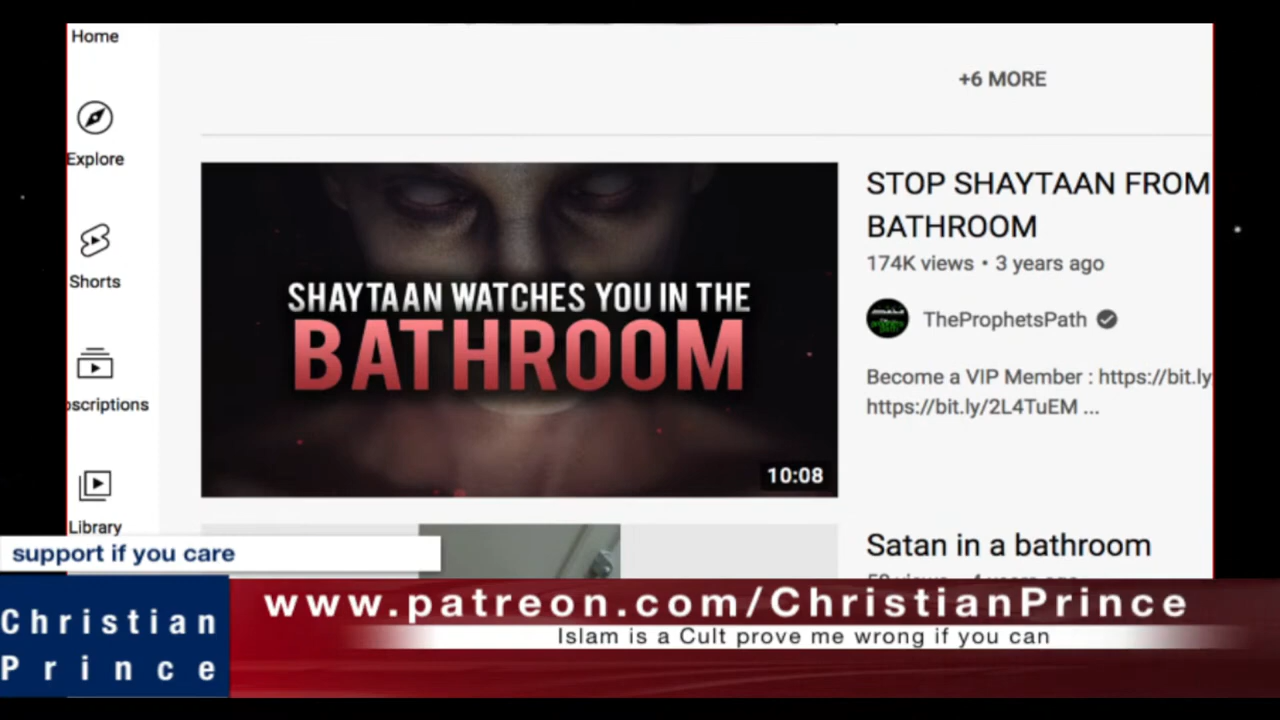 Home
+6 MORE
Explore
STOP SHAYTAAN FROM
BATHROOM
174K views • 3 years ago
Shorts
SHAYTAAN WATCHES YOU IN THE
BATHROOM
TheProphetsPath
Become a VIP Member : https://bit.ly
https://bit.ly/2L4TuEM ...
oscriptions
10:08
Library
Satan in a bathroom
support if you care
Christian
Prince
www.patreon.com/ChristianPrince
Islam is a Cult prove me wrong if you can